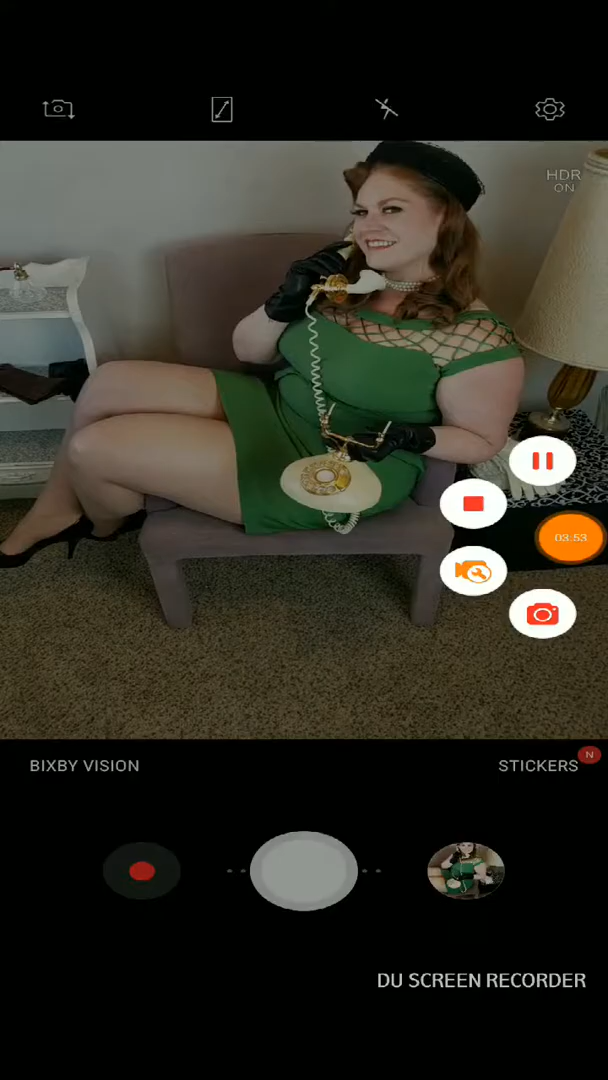 HDR
ON
03:53
BIXBY VISION
STICKERS
N
DU SCREEN RECORDER